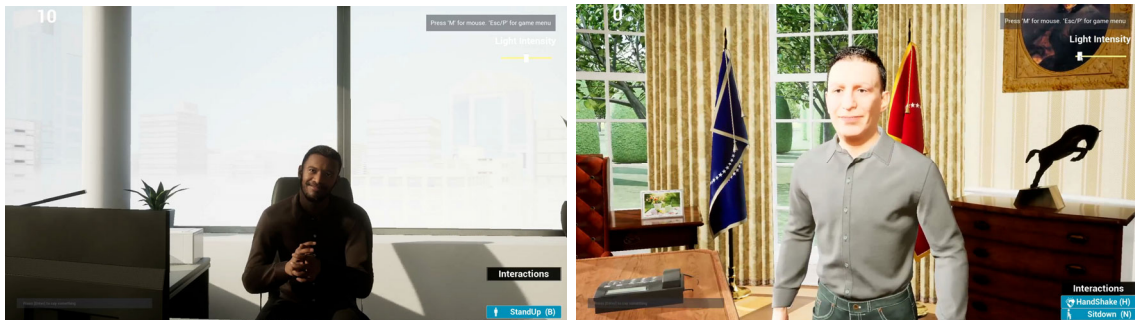 10
Press 'M' for mouse. 'Esc/P' for game menu
Light Intensity
Interactions
StandUp (B)
0
Press 'M' for mouse. 'Esc/P' for game menu
Light Intensity
Interactions
HandShake (H)
Sitdown (N)